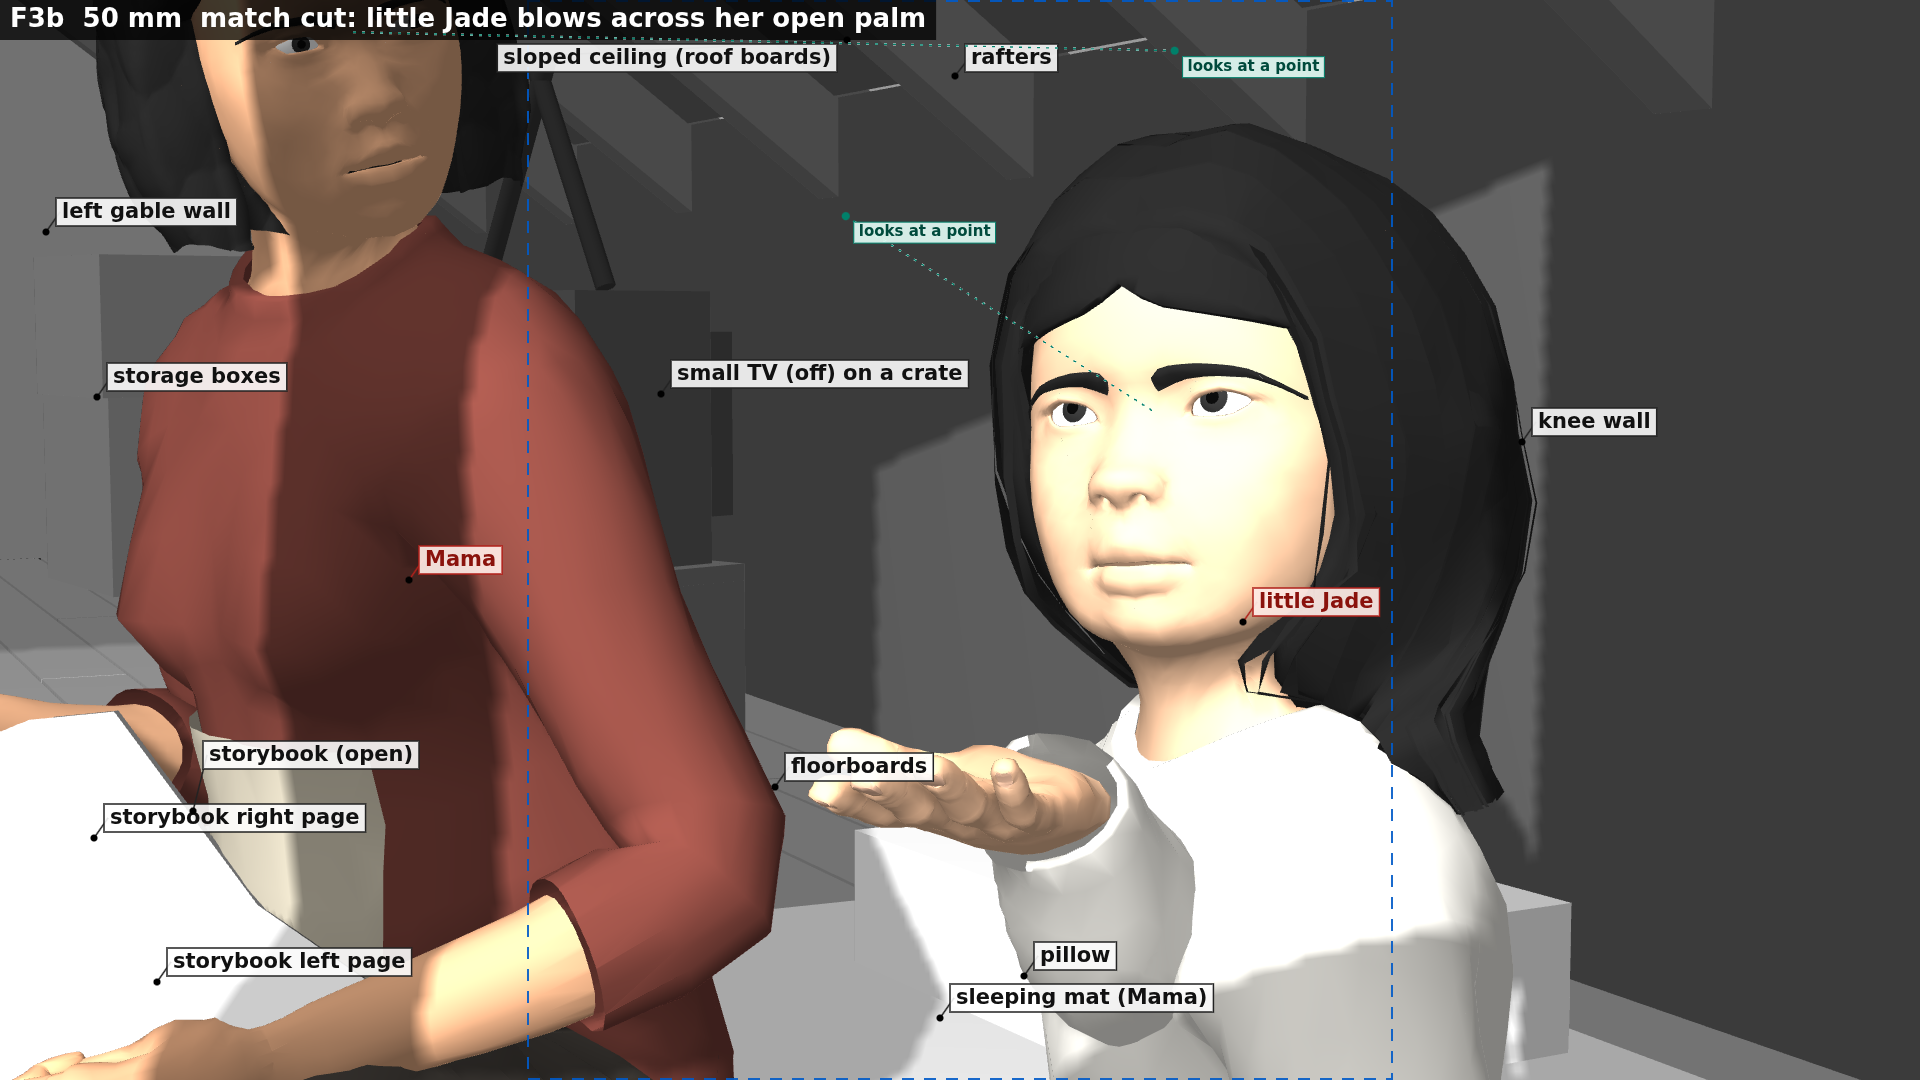 F3b 50 mm match cut: little Jade blows across her open palm
sloped ceiling (roof boards)
rafters
looks at a point
left gable wall
looks at a point
storage boxes
small TV (off) on a crate
knee wall
Mama
little Jade
storybook (open)
floorboards
storybook right page
storybook left page
pillow
sleeping mat (Mama)